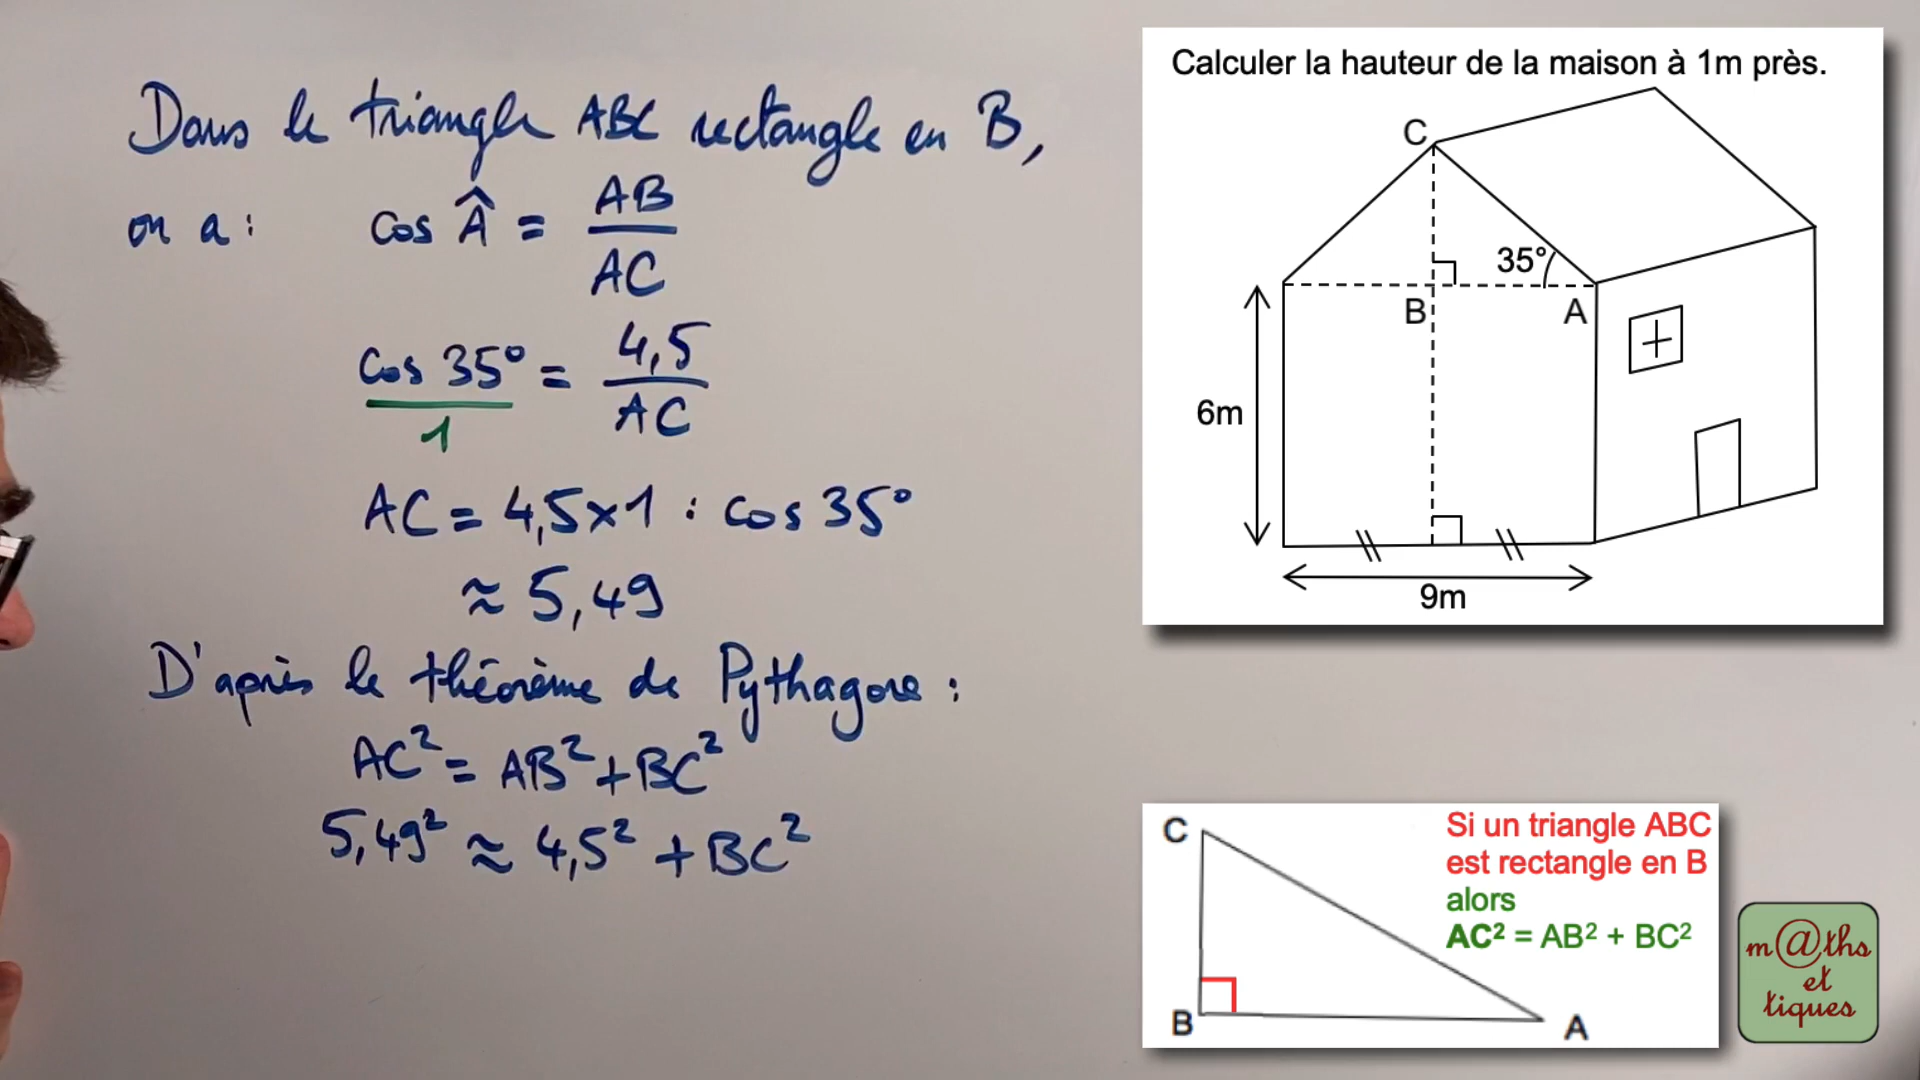 Dans le triangle ABC rectangle en B,
on a : cos Â = AB/AC
cos 35°/1 = 4,5/AC
AC = 4,5×1 : cos 35°
≈ 5,49
D'après le théorème de Pythagore :
AC² = AB² + BC²
5,49² ≈ 4,5² + BC²
Calculer la hauteur de la maison à 1m près.
C
35°
B
A
6m
9m
C
Si un triangle ABC
est rectangle en B
alors
AC² = AB² + BC²
B
A
m@ths
et
tiques